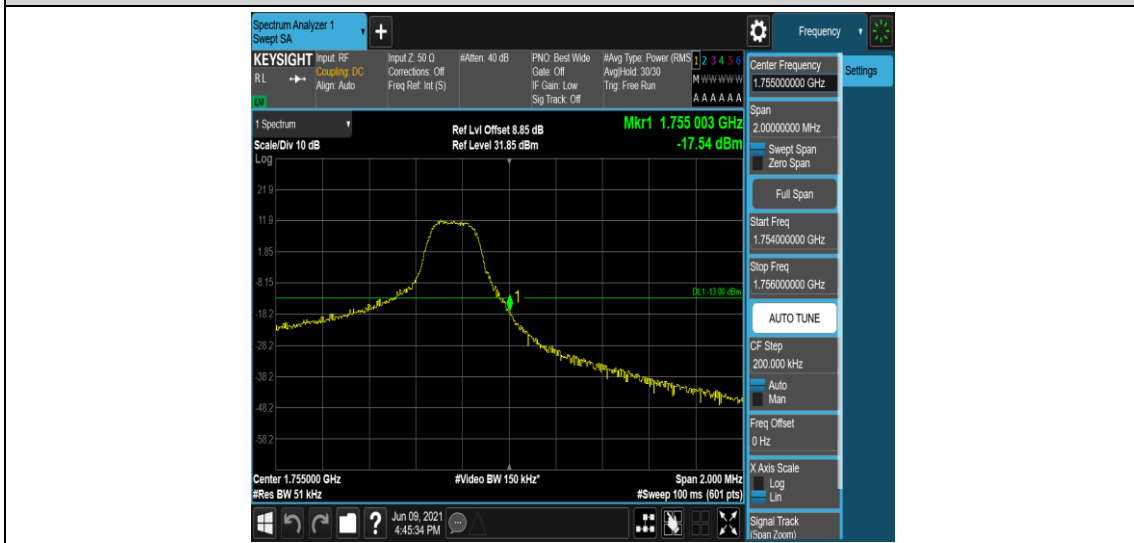 Spectrum Analyzer 1
Swept SA
+
Frequency
KEYSIGHT
RL
LXI
Input: RF
Coupling: DC
Align: Auto
Input Z: 50 Ω
Corrections: Off
Freq Ref: Int (S)
#Atten: 40 dB
PNO: Best Wide
Gate: Off
IF Gain: Low
Sig Track: Off
#Avg Type: Power (RMS
Avg|Hold: 30/30
Trig: Free Run
1 2 3 4 5 6
M W W W W W
A A A A A A
1 Spectrum
Scale/Div 10 dB
Log
Ref Lvl Offset 8.85 dB
Ref Level 31.85 dBm
Mkr1 1.755 003 GHz
-17.54 dBm
21.9
11.9
1.85
-8.15
-18.2
-28.2
-38.2
-48.2
-58.2
1
DL1 -13.00 dBm
Center 1.755000 GHz
#Res BW 51 kHz
#Video BW 150 kHz*
Span 2.000 MHz
#Sweep 100 ms (601 pts)
Center Frequency
1.755000000 GHz
Settings
Span
2.00000000 MHz
Swept Span
Zero Span
Full Span
Start Freq
1.754000000 GHz
Stop Freq
1.756000000 GHz
AUTO TUNE
CF Step
200.000 kHz
Auto
Man
Freq Offset
0 Hz
X Axis Scale
Log
Lin
Signal Track
(Span Zoom)
?
Jun 09, 2021
4:45:34 PM